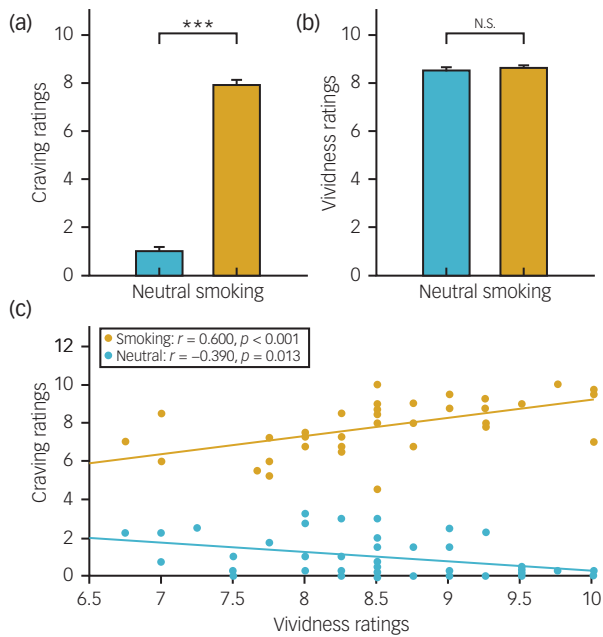 (a)
***
10
8
6
4
2
0
Craving ratings
Neutral smoking
(b)
N.S.
10
8
6
4
2
0
Vividness ratings
Neutral smoking
(c)
Smoking: r = 0.600, p < 0.001
Neutral: r = −0.390, p = 0.013
12
10
8
6
4
2
0
Craving ratings
6.5 7 7.5 8 8.5 9 9.5 10
Vividness ratings